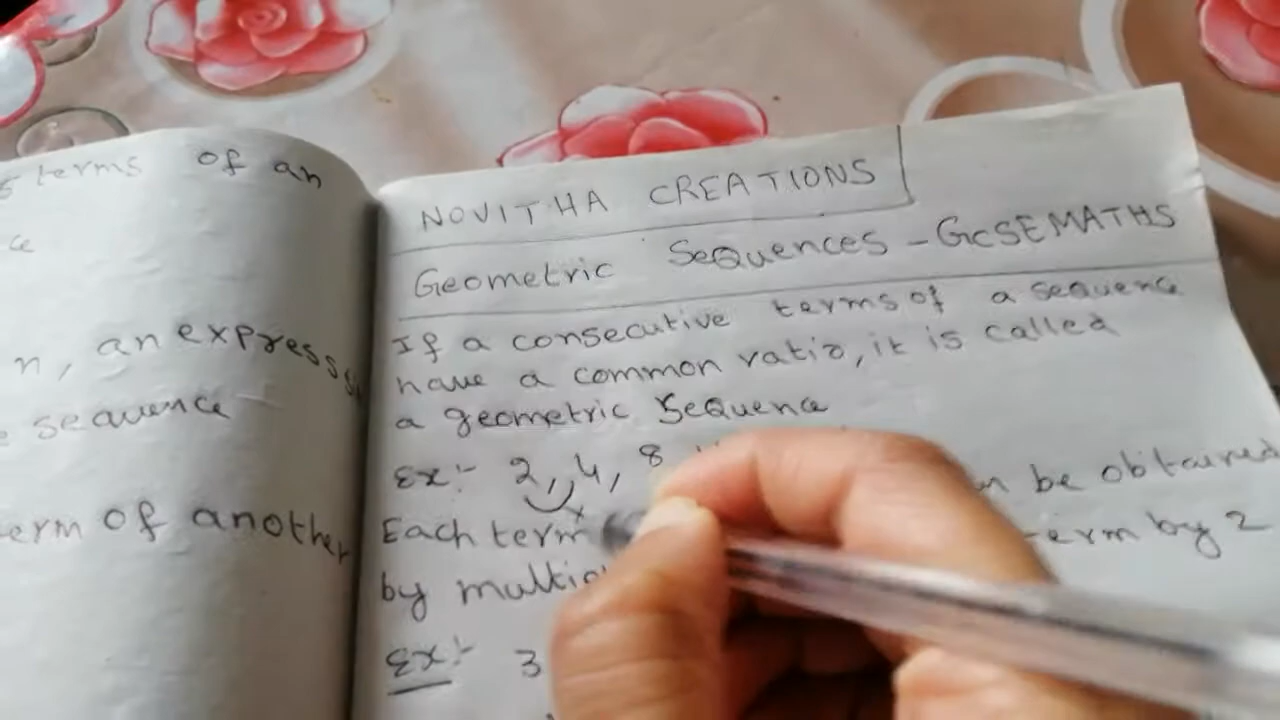 terms of an
ce
n, an express
sequence
term of another
NOVITHA CREATIONS
Geometric Sequences - GCSE MATHS
If a consecutive terms of a sequence
have a common ratio, it is called
a geometric Sequence
Ex:- 2, 4, 8
Each term be obtained
by term by 2
Ex:- 3